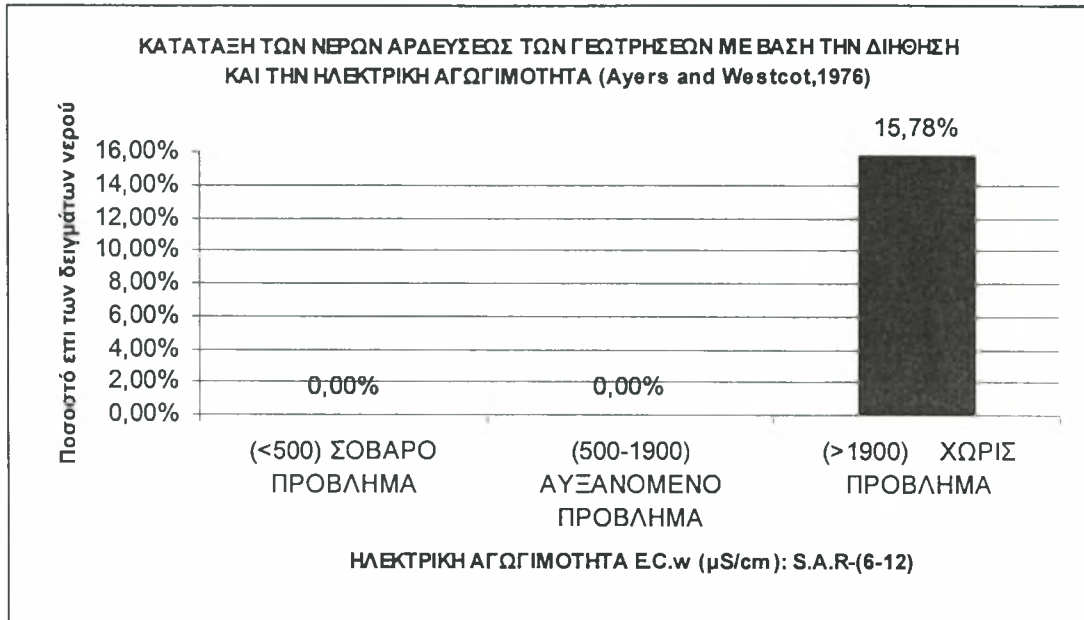 ΚΑΤΑΤΑΞΗ ΤΩΝ ΝΕΡΩΝ ΑΡΔΕΥΣΕΩΣ ΤΩΝ ΓΕΩΤΡΗΣΕΩΝ ΜΕ ΒΑΣΗ ΤΗΝ ΔΙΗΘΗΣΗ
ΚΑΙ ΤΗΝ ΗΛΕΚΤΡΙΚΗ ΑΓΩΓΙΜΟΤΗΤΑ (Ayers and Westcot,1976)
Ποσοστό επι των δειγμάτων νερού
15,78%
16,00%
14,00%
12,00%
10,00%
8,00%
6,00%
4,00%
2,00%
0,00%
0,00%
0,00%
(<500) ΣΟΒΑΡΟ
ΠΡΟΒΛΗΜΑ
(500-1900)
ΑΥΞΑΝΟΜΕΝΟ
ΠΡΟΒΛΗΜΑ
(>1900) ΧΩΡΙΣ
ΠΡΟΒΛΗΜΑ
ΗΛΕΚΤΡΙΚΗ ΑΓΩΓΙΜΟΤΗΤΑ E.C.w (μS/cm): S.A.R-(6-12)